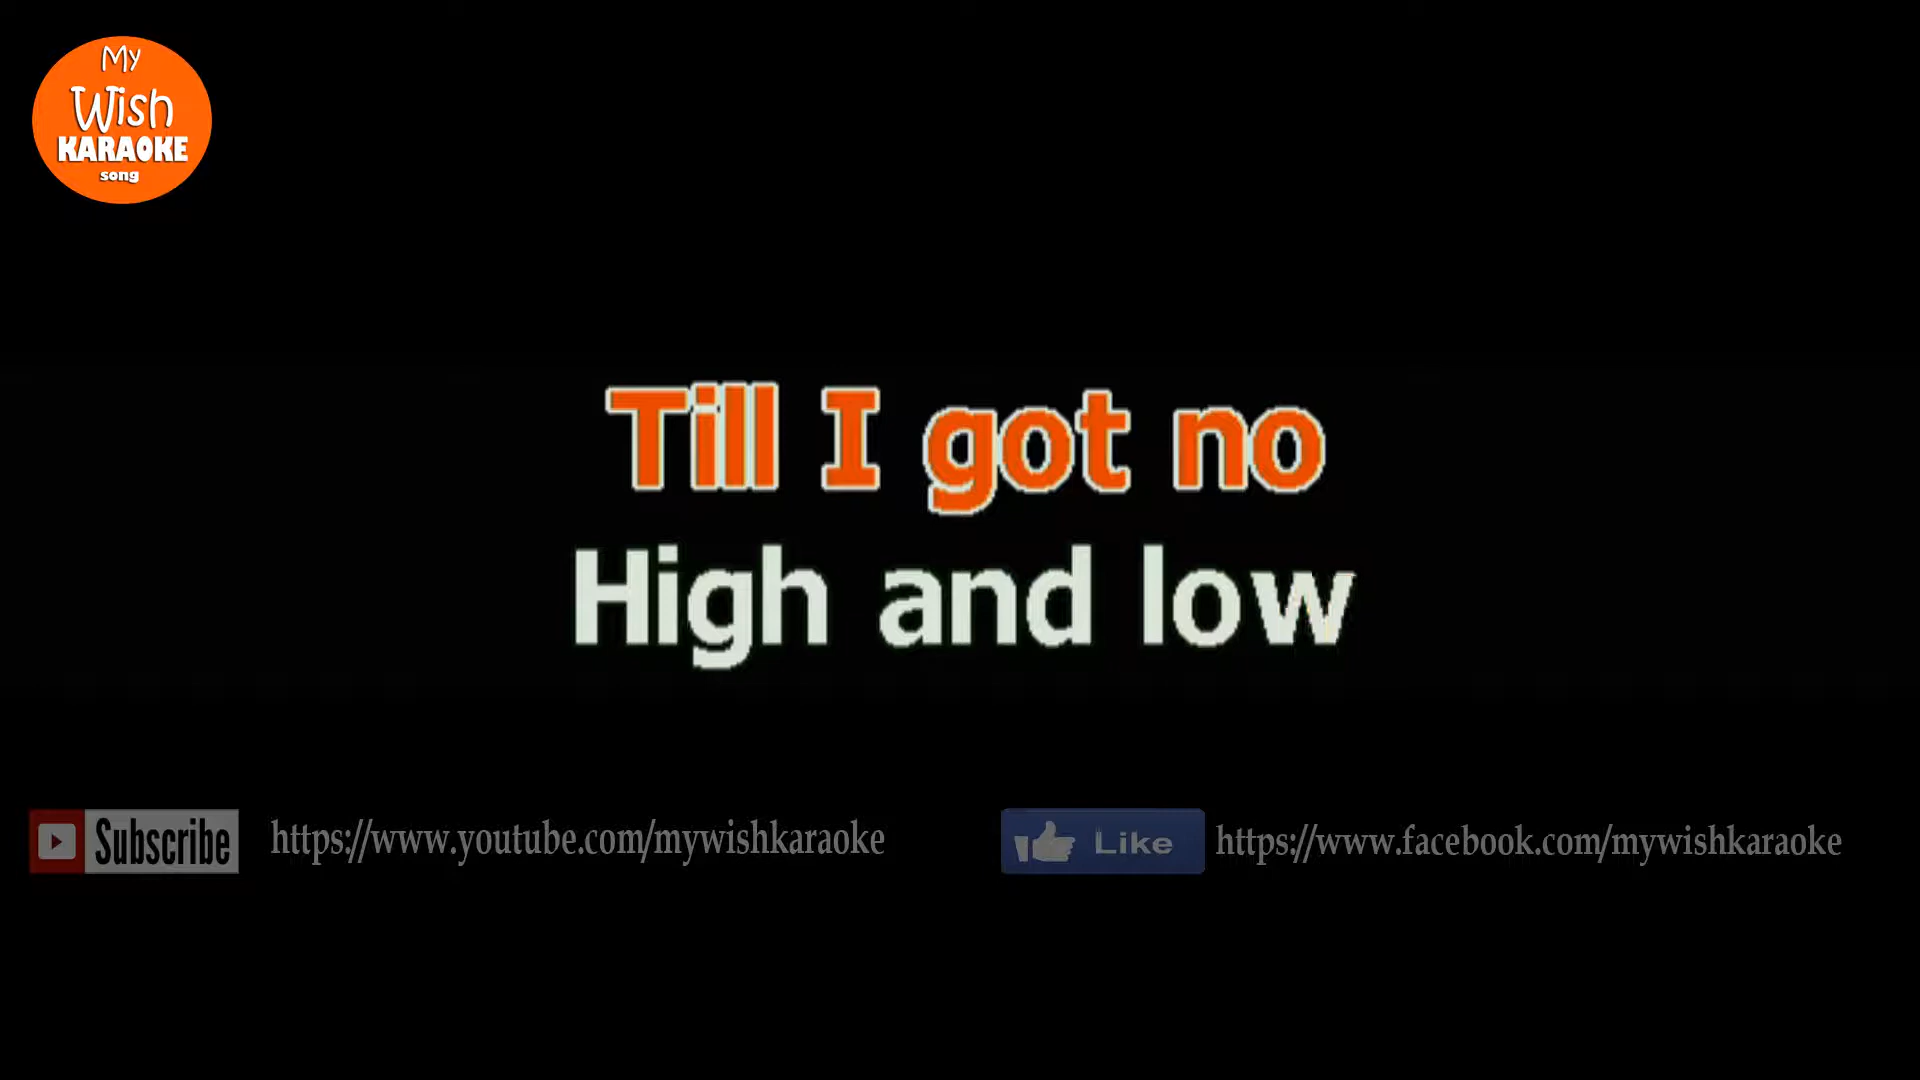 My
Wish
KARAOKE
song
Till I got no
High and low
Subscribe https://www.youtube.com/mywishkaraoke
Like https://www.facebook.com/mywishkaraoke